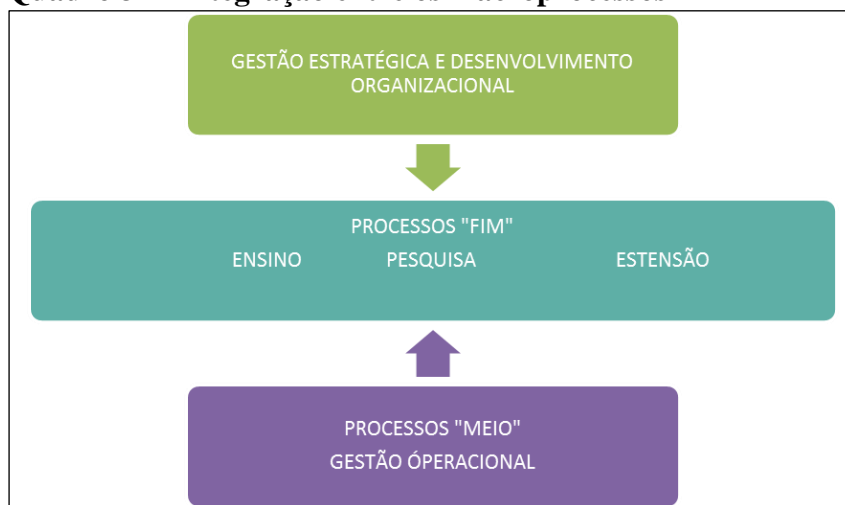 GESTÃO ESTRATÉGICA E DESENVOLVIMENTO
ORGANIZACIONAL
PROCESSOS "FIM"
ENSINO PESQUISA ESTENSÃO
PROCESSOS "MEIO"
GESTÃO ÓPERACIONAL